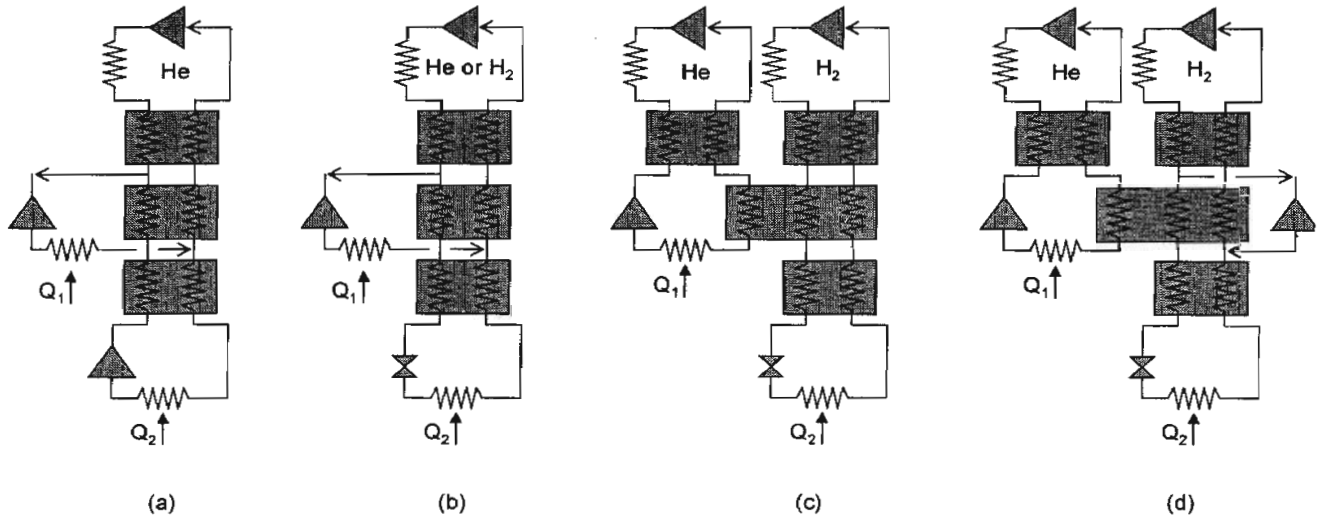 He
He or H₂
He
H₂
He
H₂
Q₁
Q₁
Q₁
Q₁
Q₂
Q₂
Q₂
Q₂
(a)
(b)
(c)
(d)